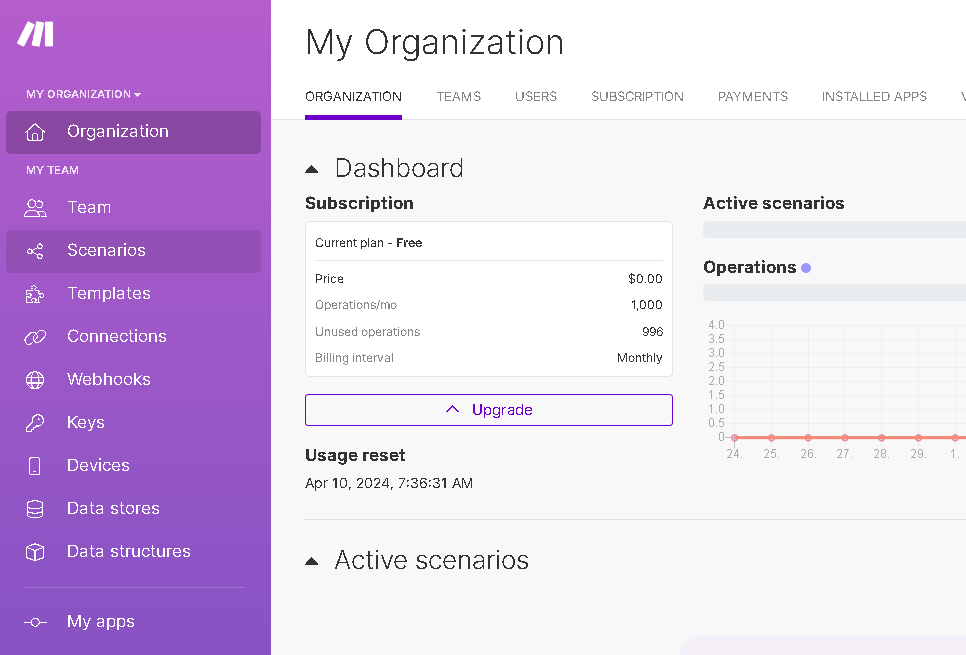 MY ORGANIZATION
Organization
MY TEAM
Team
Scenarios
Templates
Connections
Webhooks
Keys
Devices
Data stores
Data structures
My apps
My Organization
ORGANIZATION TEAMS USERS SUBSCRIPTION PAYMENTS INSTALLED APPS
Dashboard
Subscription
Current plan - Free
Price $0.00
Operations/mo 1,000
Unused operations 996
Billing interval Monthly
Upgrade
Usage reset
Apr 10, 2024, 7:36:31 AM
Active scenarios
Operations
4.0
3.5
3.0
2.5
2.0
1.5
1.0
0.5
0
24. 25. 26. 27. 28. 29. 1.
Active scenarios